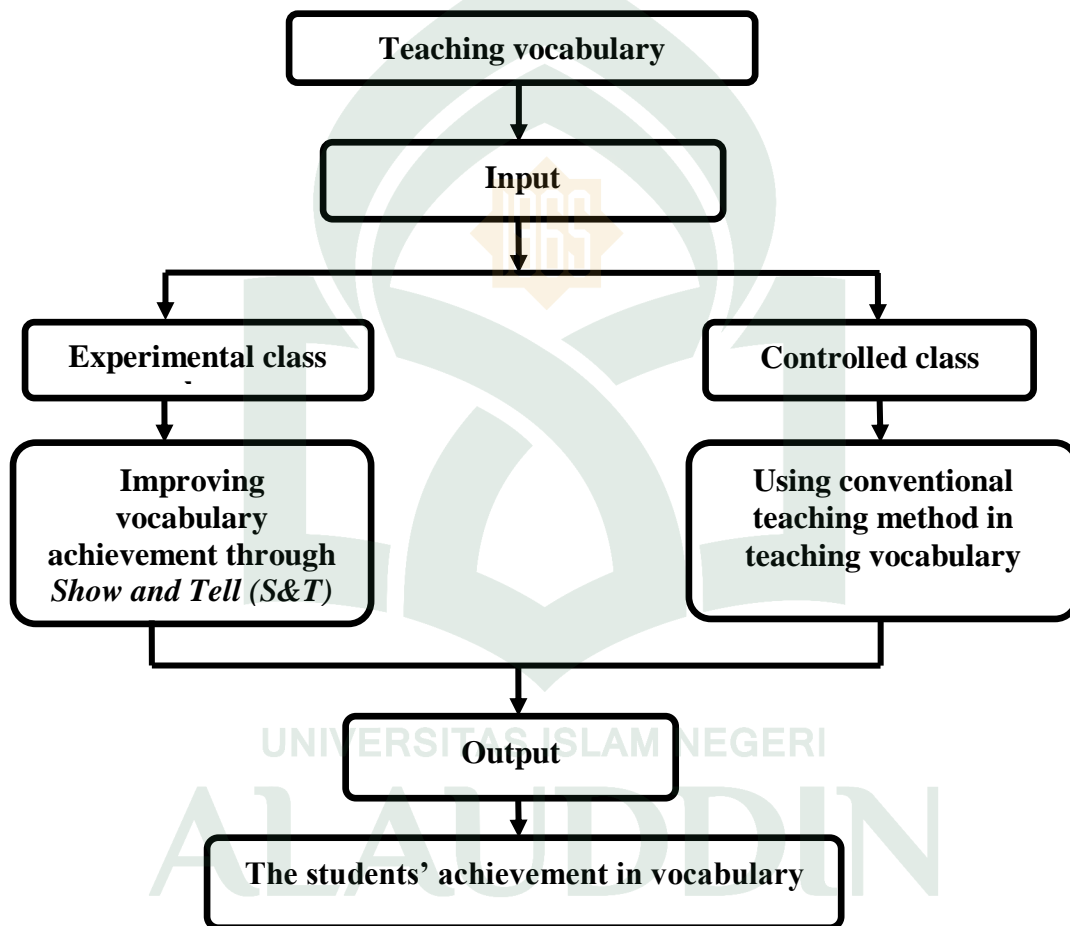 Teaching vocabulary
Input
1965
Experimental class
Controlled class
Improving
vocabulary
achievement through
Show and Tell (S&T)
Using conventional
teaching method in
teaching vocabulary
Output
UNIVERSITAS ISLAM NEGERI
ALAUDDIN
The students’ achievement in vocabulary